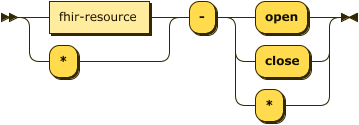 fhir-resource - open
* close
*